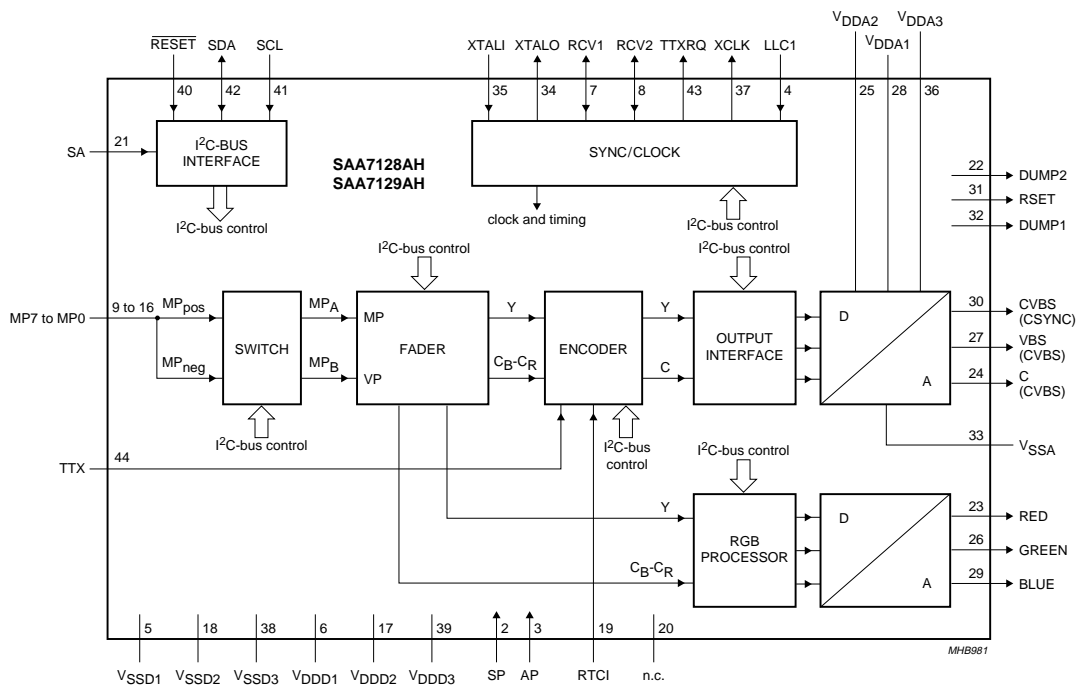 VDDA2 VDDA3
RESET SDA SCL XTALI XTALO RCV1 RCV2 TTXRQ XCLK LLC1 VDDA1
40 42 41 35 34 7 8 43 37 4 25 28 36
SA 21
I2C-BUS
INTERFACE
SAA7128AH
SAA7129AH
SYNC/CLOCK
22 DUMP2
31 RSET
32 DUMP1
I2C-bus control
clock and timing
I2C-bus control
I2C-bus control
I2C-bus control
MP7 to MP0 9 to 16 MPpos
MPneg
SWITCH
MPA
MPB
MP
FADER
VP
Y
CB-CR
ENCODER
Y
C
OUTPUT
INTERFACE
D
A
30 CVBS
(CSYNC)
27 VBS
(CVBS)
24 C
(CVBS)
I2C-bus control
I2C-bus
control
33 VSSA
TTX 44
I2C-bus control
Y
CB-CR
RGB
PROCESSOR
D
A
23 RED
26 GREEN
29 BLUE
5 18 38 6 17 39 2 3 19 20
VSSD1 VSSD2 VSSD3 VDDD1 VDDD2 VDDD3 SP AP RTCI n.c.
MHB981